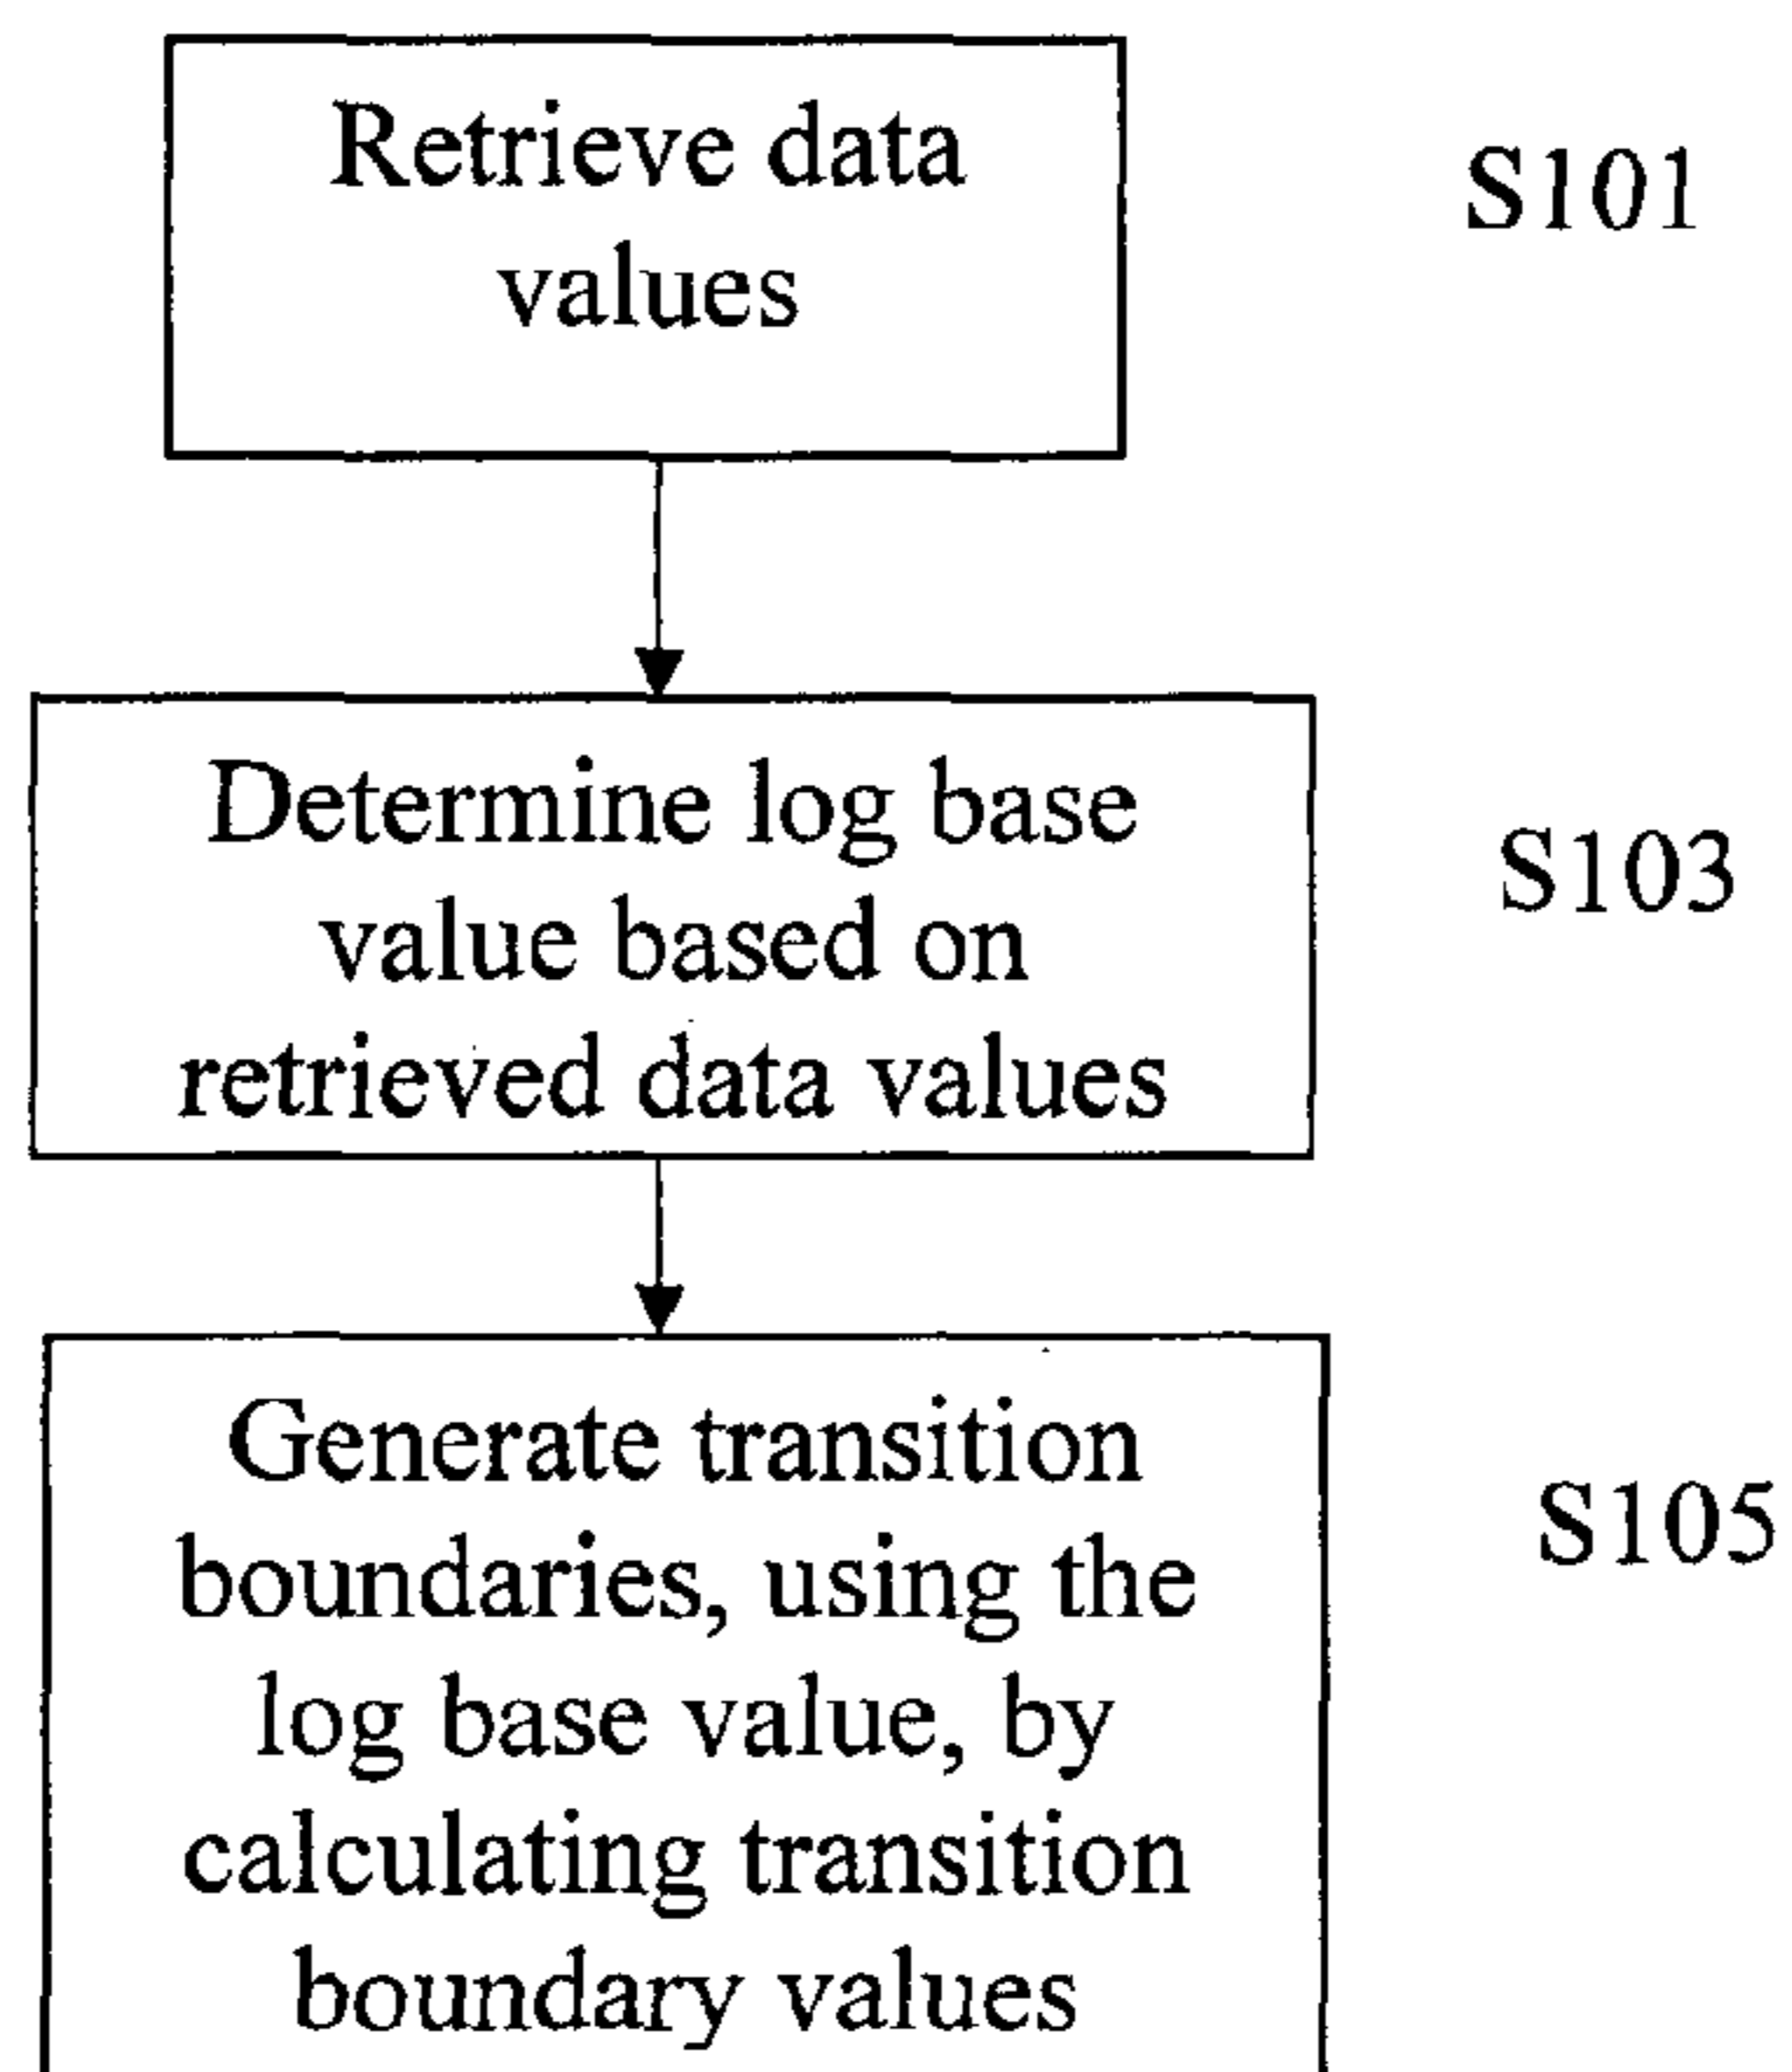 Retrieve data
values
S101
Determine log base
value based on
retrieved data values
S103
Generate transition
boundaries, using the
log base value, by
calculating transition
boundary values
S105